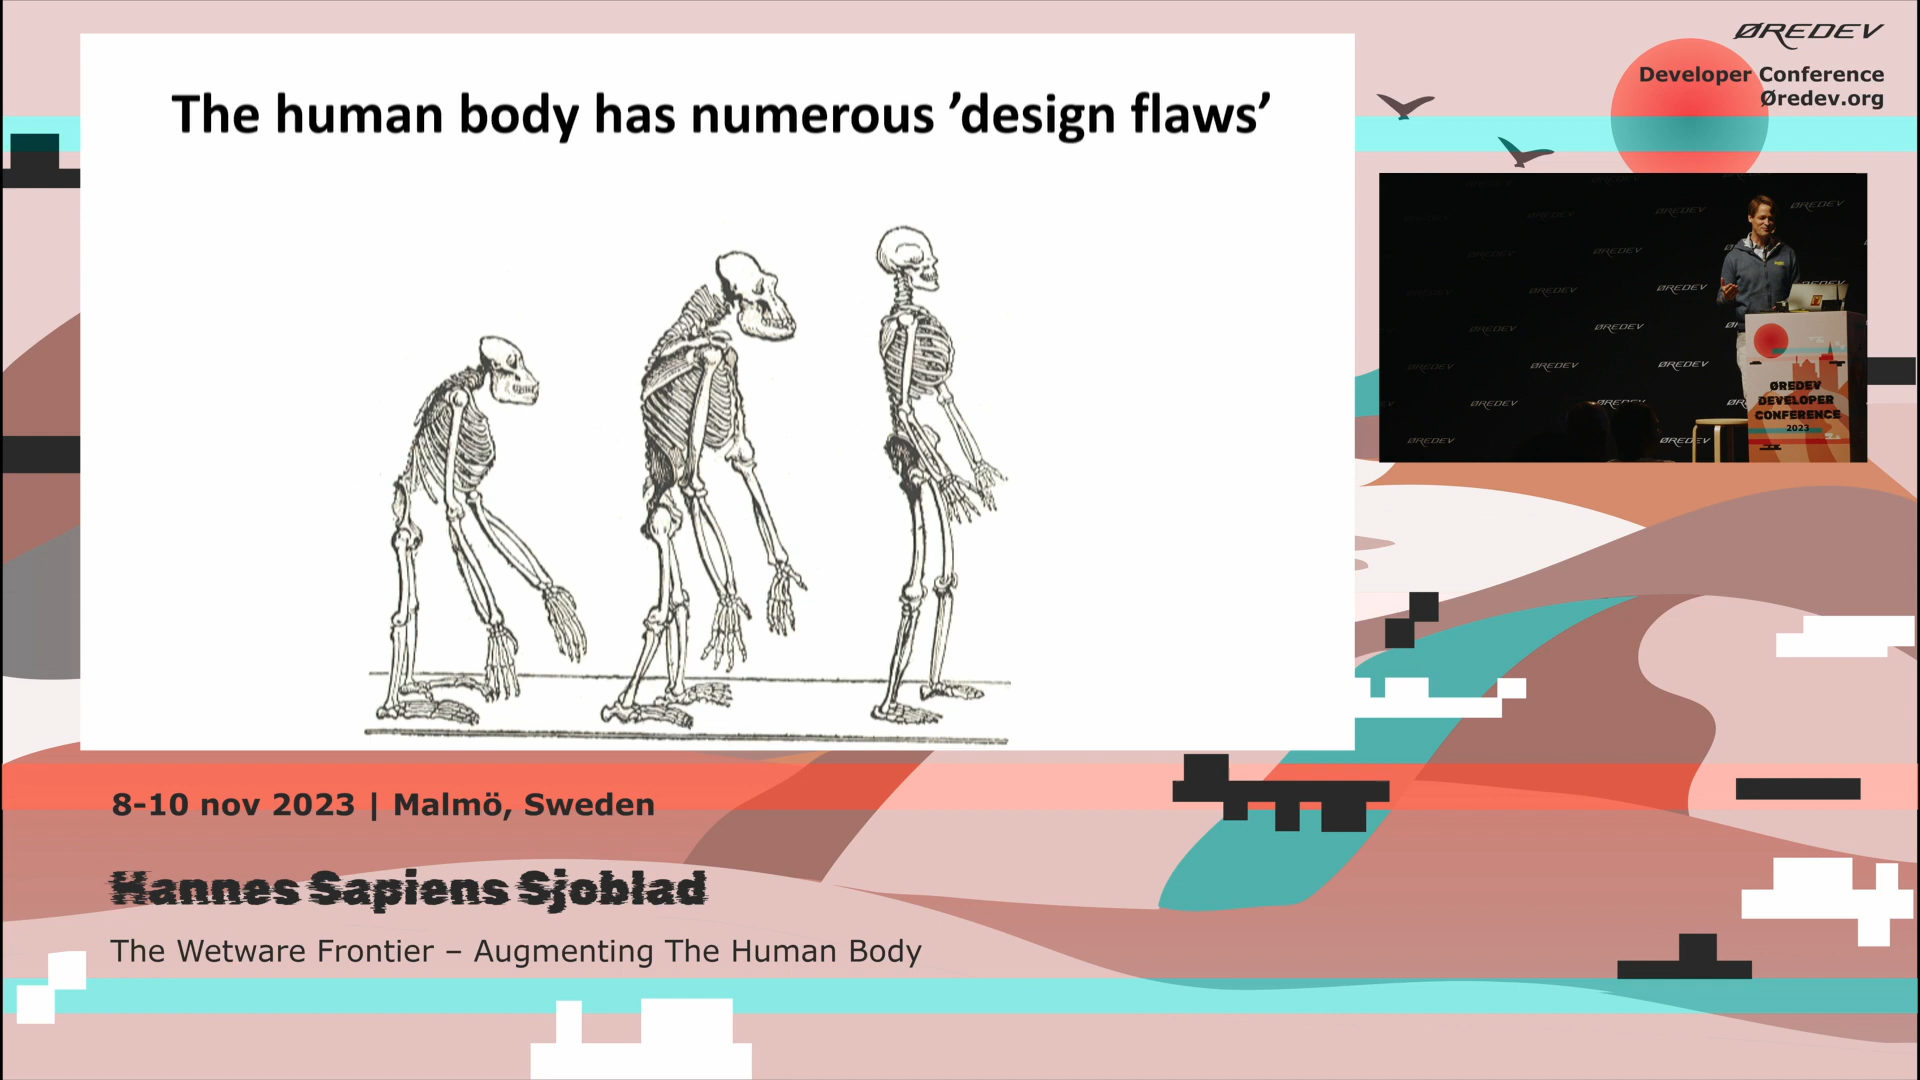 The human body has numerous ’design flaws’
ØREDEV
Developer Conference
Øredev.org
ØREDEV
DEVELOPER
CONFERENCE
2023
8-10 nov 2023 | Malmö, Sweden
Hannes Sapiens Sjoblad
The Wetware Frontier – Augmenting The Human Body